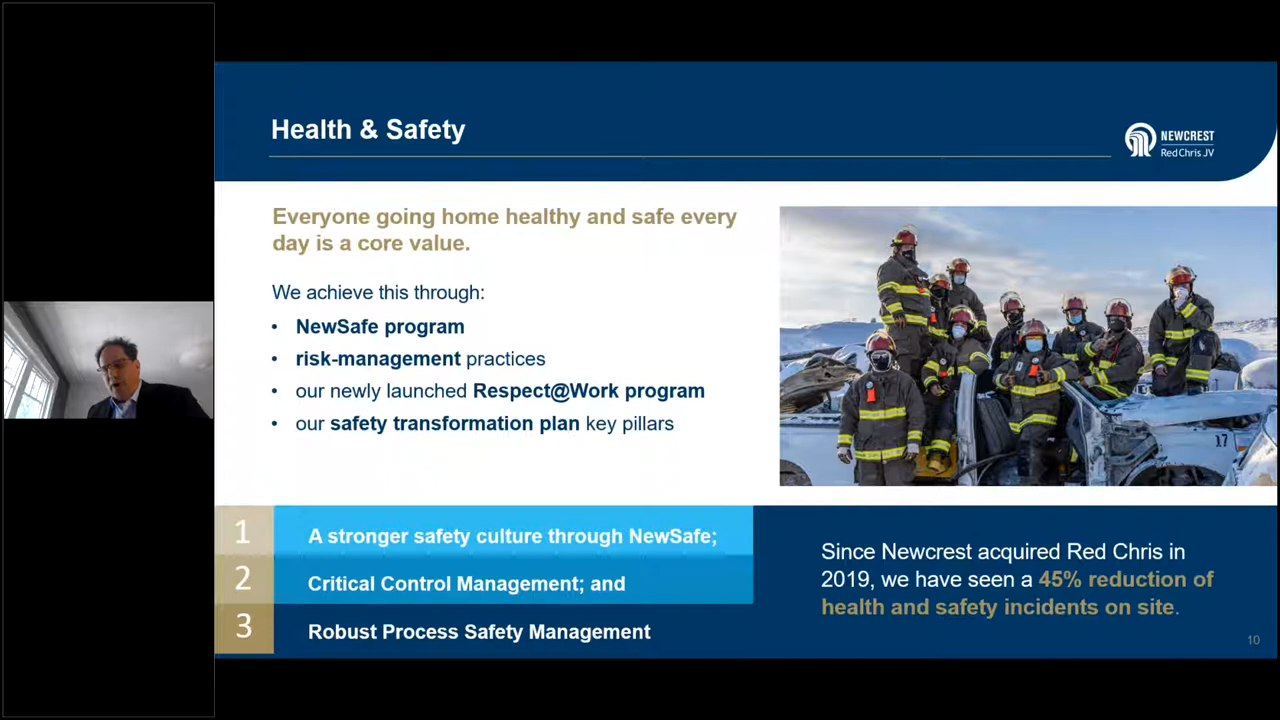 Health & Safety
NEWCREST
Red Chris JV
Everyone going home healthy and safe every
day is a core value.
We achieve this through:
• NewSafe program
• risk-management practices
• our newly launched Respect@Work program
• our safety transformation plan key pillars
17
1 A stronger safety culture through NewSafe;
2 Critical Control Management; and
3 Robust Process Safety Management
Since Newcrest acquired Red Chris in
2019, we have seen a 45% reduction of
health and safety incidents on site.
10